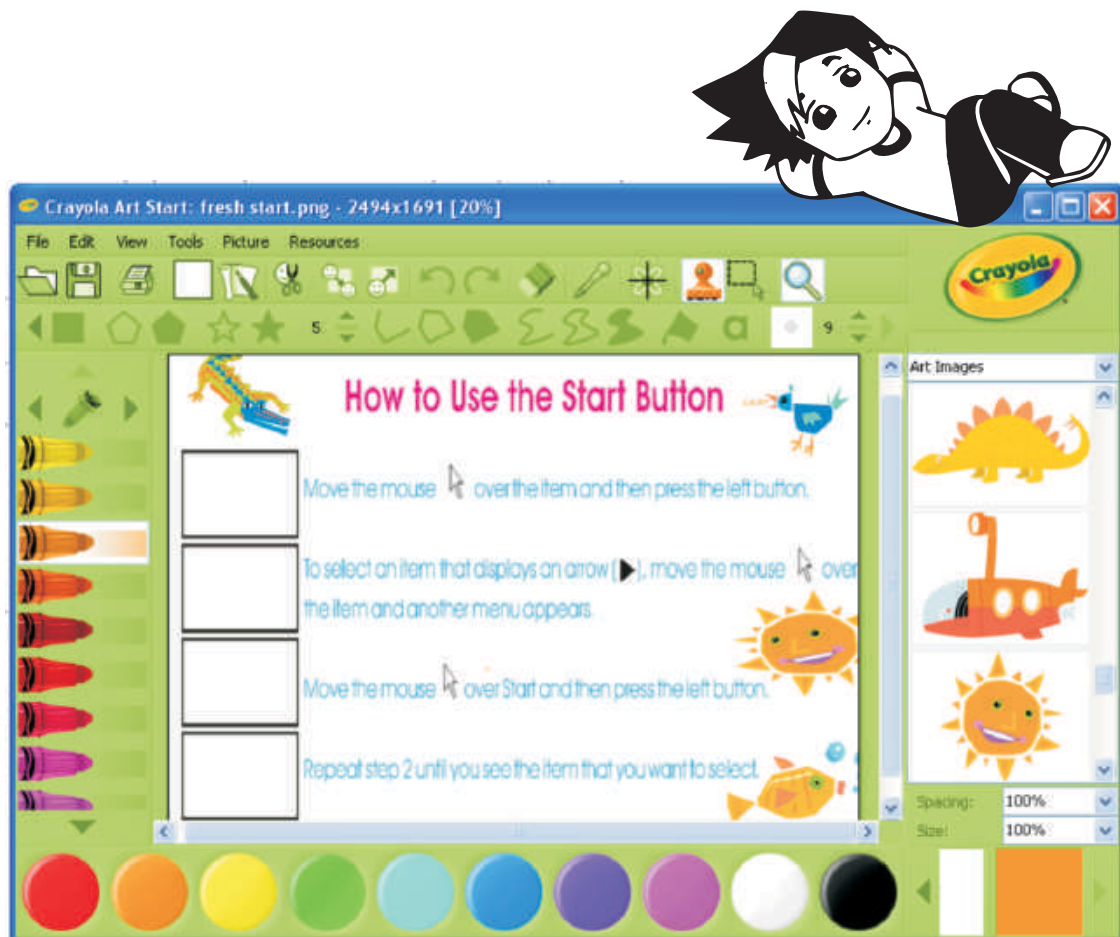 Crayola Art Start: fresh start.png - 2494x1691 [20%]
File Edit View Tools Picture Resources
Crayola
5
a
9
Art Images
How to Use the Start Button
Move the mouse over the item and then press the left button.
To select an item that displays an arrow (▶), move the mouse over
the item and another menu appears.
Move the mouse over Start and then press the left button.
Repeat step 2 until you see the item that you want to select.
Spacing: 100%
Size: 100%